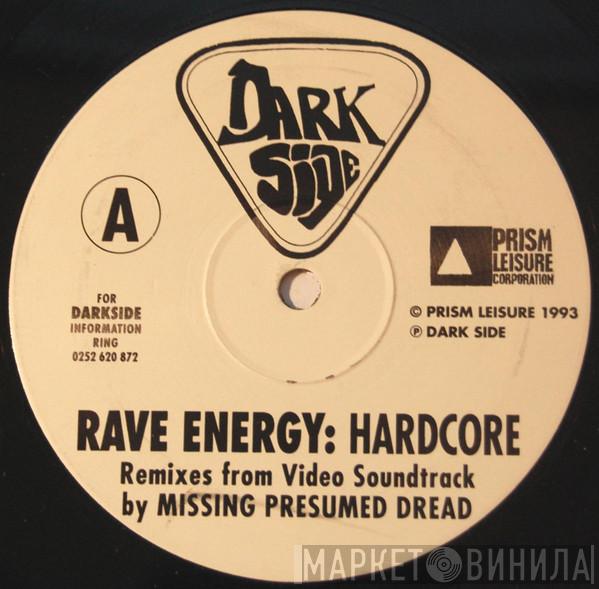 DARK
SIDE
A
PRISM
LEISURE
CORPORATION
FOR
DARKSIDE
INFORMATION
RING
0252 620 872
© PRISM LEISURE 1993
℗ DARK SIDE
RAVE ENERGY: HARDCORE
Remixes from Video Soundtrack
by MISSING PRESUMED DREAD
МАРКЕТ ВИНИЛА